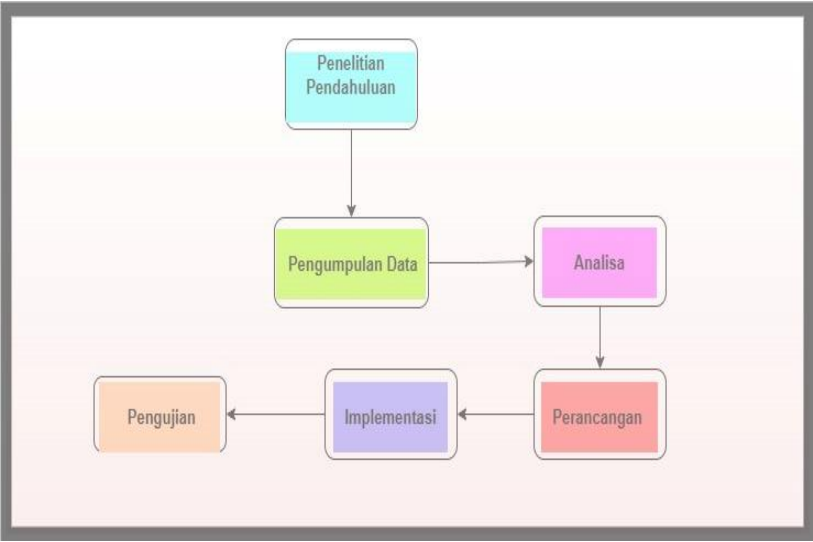 Penelitian
Pendahuluan
Pengumpulan Data
Analisa
Perancangan
Implementasi
Pengujian